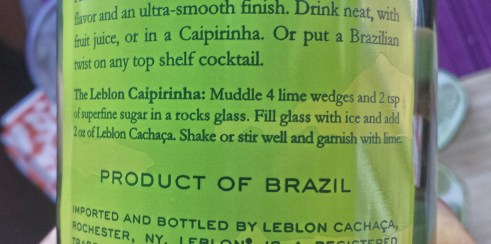 flavor and an ultra-smooth finish. Drink neat, with
fruit juice, or in a Caipirinha. Or put a Brazilian
twist on any top shelf cocktail.
The Leblon Caipirinha: Muddle 4 lime wedges and 2 tsp
of superfine sugar in a rocks glass. Fill glass with ice and add
2 oz of Leblon Cachaça. Shake or stir well and garnish with lime.
PRODUCT OF BRAZIL
IMPORTED AND BOTTLED BY LEBLON CACHAÇA,
ROCHESTER, NY. LEBLON® IS A REGISTERED